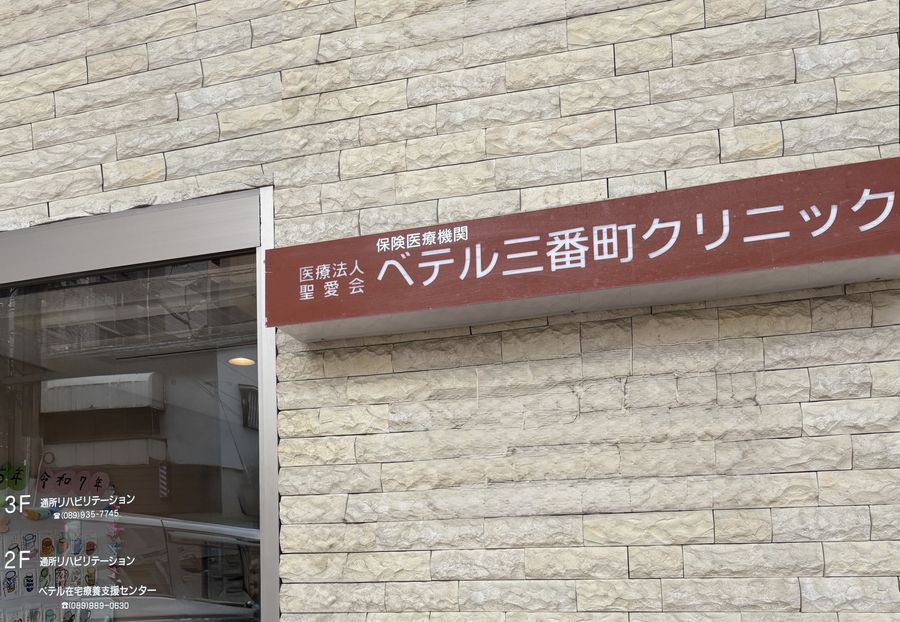 保険医療機関
医療法人
聖愛会
ベテル三番町クリニック
5年 令和7年
3F 通所リハビリテーション
☎(089)935-7745
2F 通所リハビリテーション
ベテル在宅療養支援センター
☎(089)989-0630